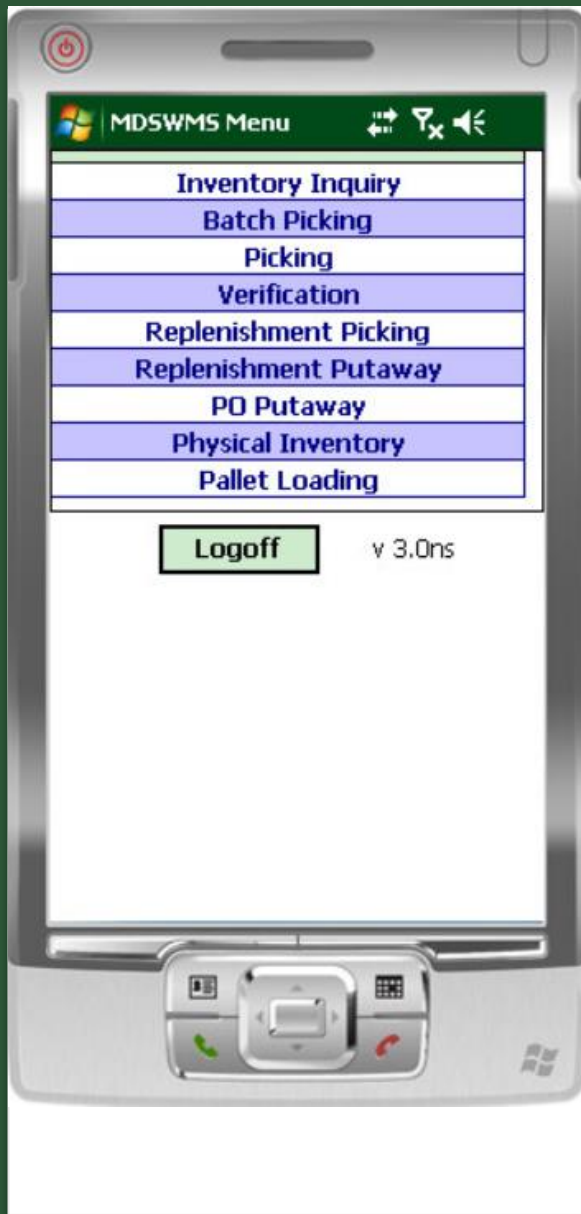 MDSWMS Menu
Inventory Inquiry
Batch Picking
Picking
Verification
Replenishment Picking
Replenishment Putaway
PO Putaway
Physical Inventory
Pallet Loading
Logoff v 3.0ns